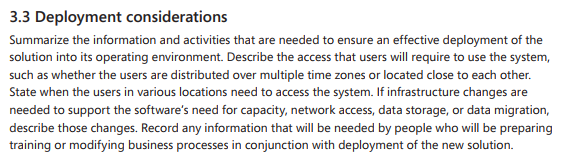 3.3 Deployment considerations
Summarize the information and activities that are needed to ensure an effective deployment of the
solution into its operating environment. Describe the access that users will require to use the system,
such as whether the users are distributed over multiple time zones or located close to each other.
State when the users in various locations need to access the system. If infrastructure changes are
needed to support the software's need for capacity, network access, data storage, or data migration,
describe those changes. Record any information that will be needed by people who will be preparing
training or modifying business processes in conjunction with deployment of the new solution.